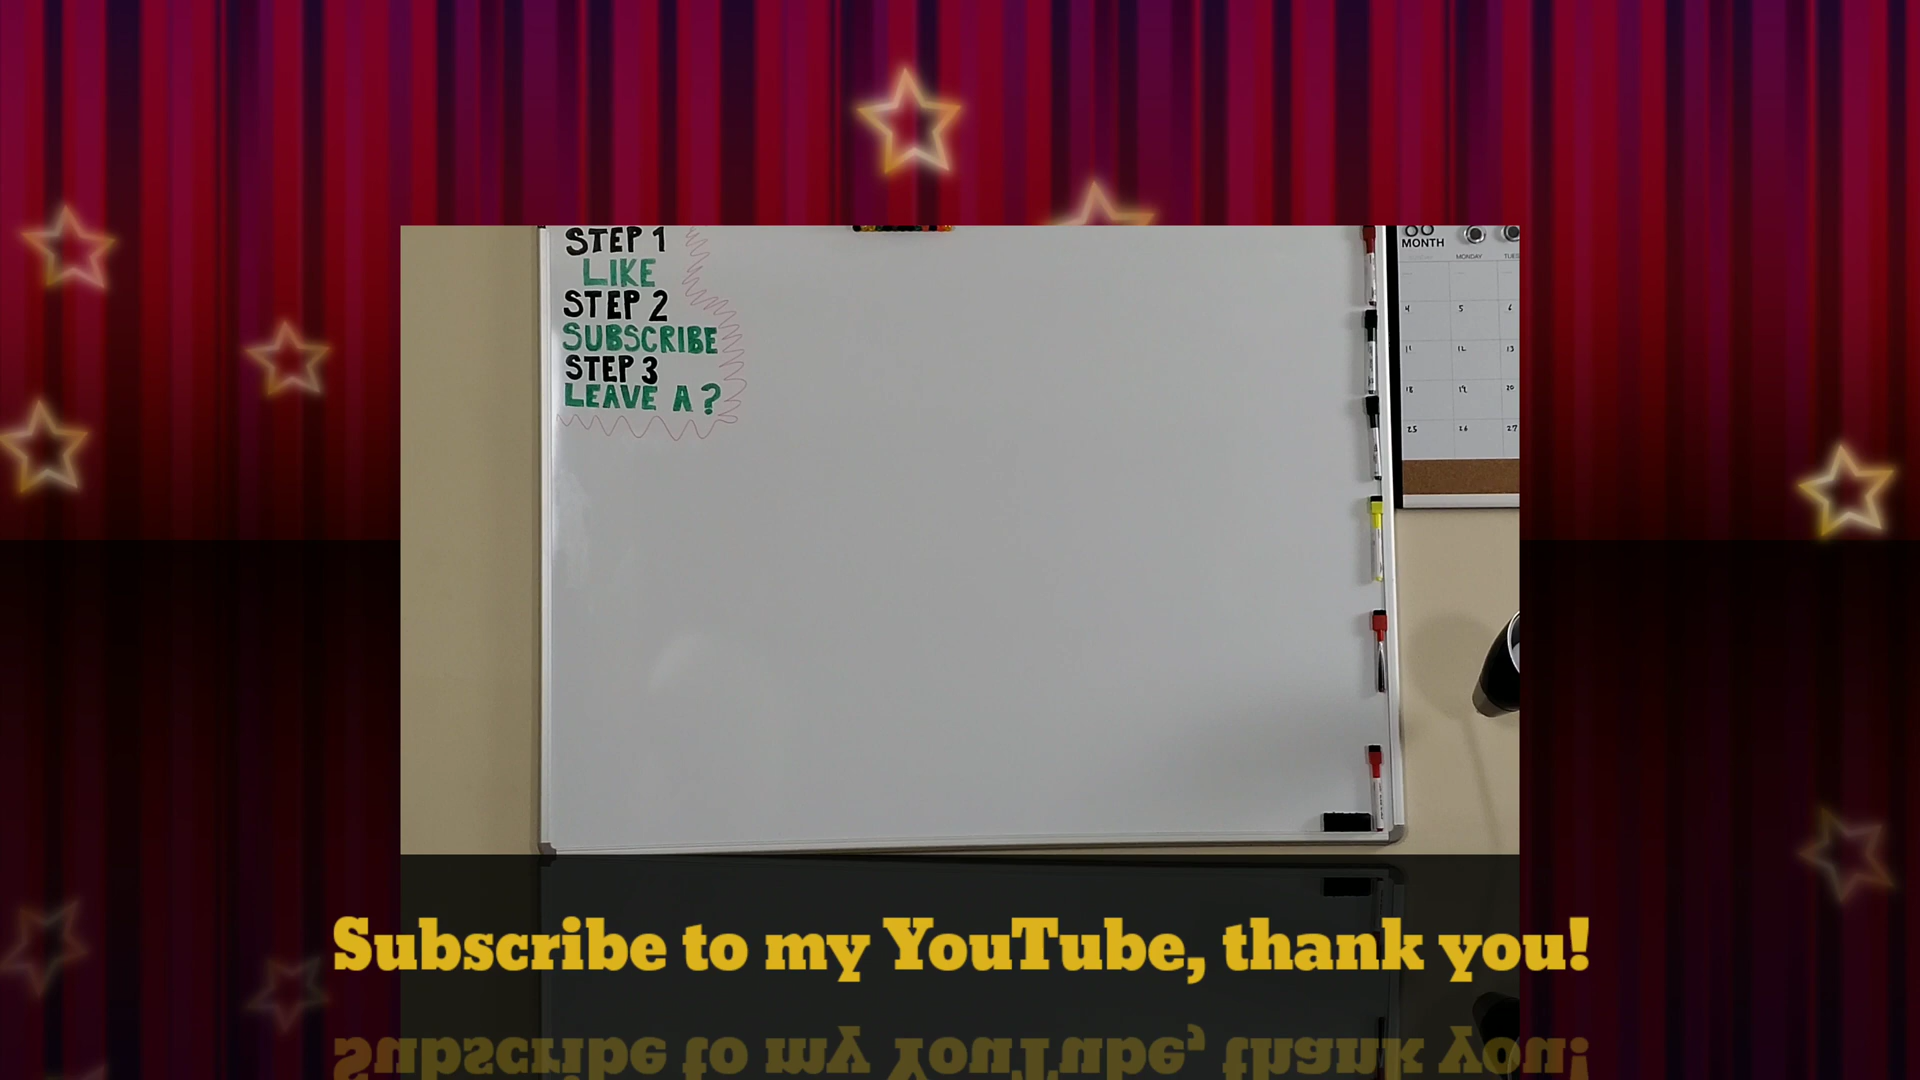 STEP 1
LIKE
STEP 2
SUBSCRIBE
STEP 3
LEAVE A ?
MONTH
MONDAY
4 5 6
11 12 13
18 19 20
25 26 27
Subscribe to my YouTube, thank you!